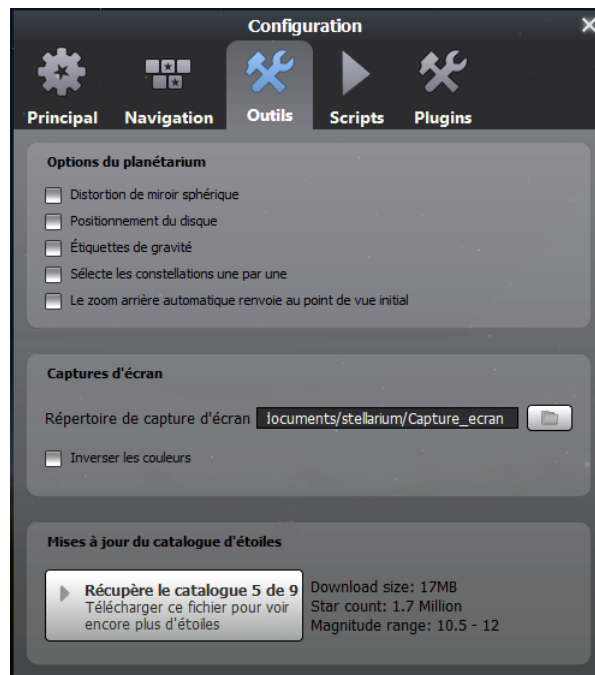 Configuration
Principal Navigation Outils Scripts Plugins
Options du planétarium
Distortion de miroir sphérique
Positionnement du disque
Étiquettes de gravité
Sélecte les constellations une par une
Le zoom arrière automatique renvoie au point de vue initial
Captures d'écran
Répertoire de capture d'écran ocuments/stellarium/Capture_ecran
Inverser les couleurs
Mises à jour du catalogue d'étoiles
Récupère le catalogue 5 de 9
Télécharger ce fichier pour voir
encore plus d'étoiles
Download size: 17MB
Star count: 1.7 Million
Magnitude range: 10.5 - 12